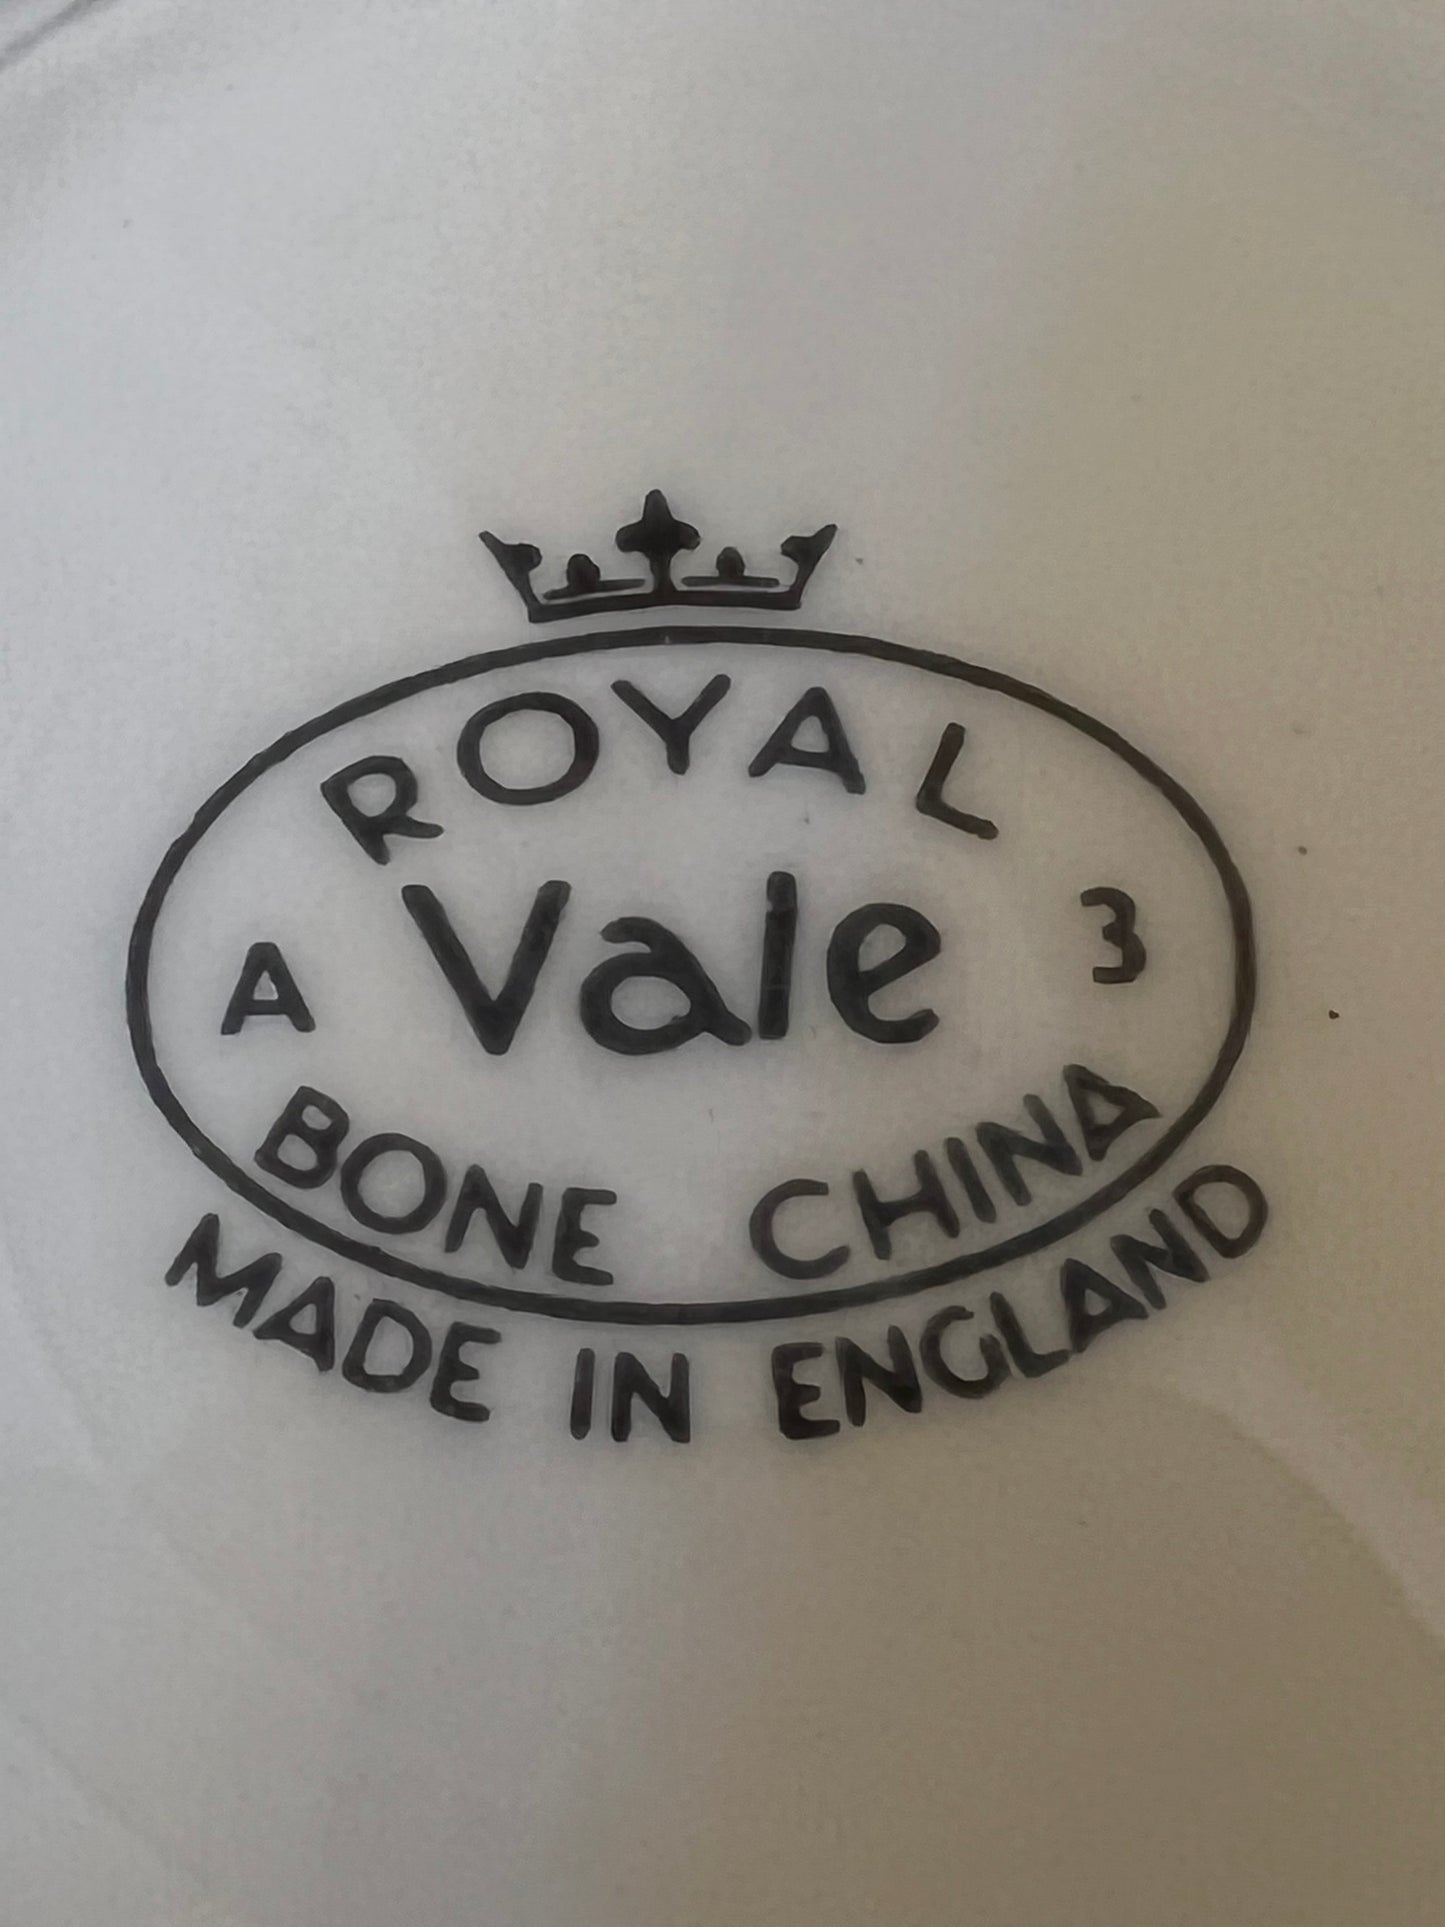 ROYAL
A Vale 3
BONE CHINA
MADE IN ENGLAND